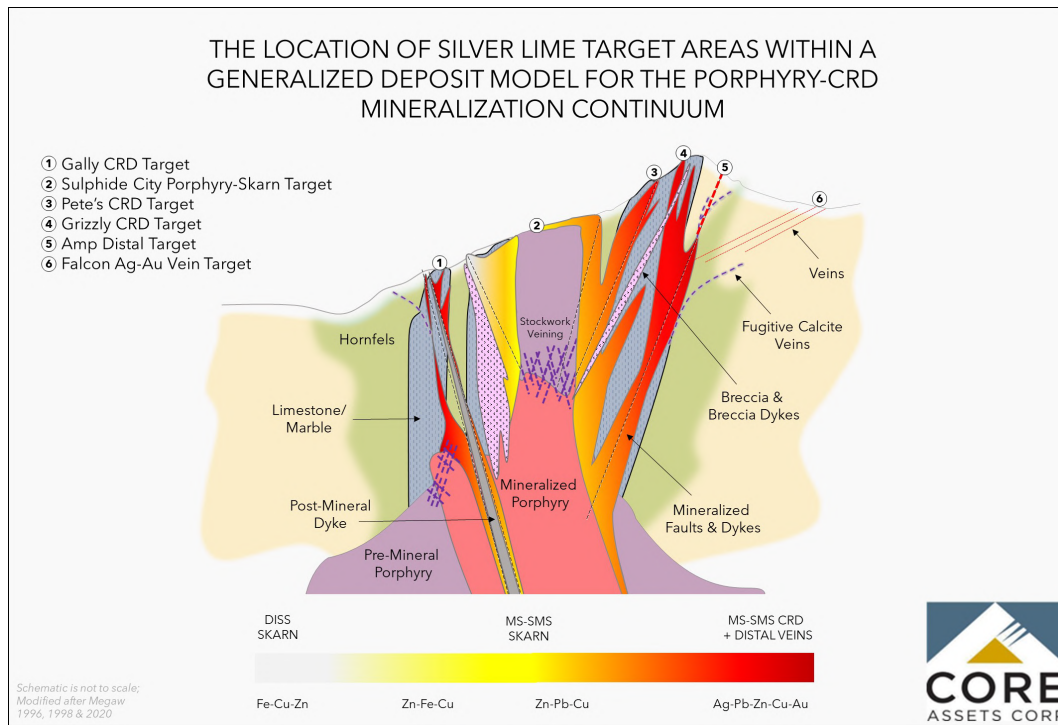 THE LOCATION OF SILVER LIME TARGET AREAS WITHIN A
GENERALIZED DEPOSIT MODEL FOR THE PORPHYRY-CRD
MINERALIZATION CONTINUUM
1 Gally CRD Target
2 Sulphide City Porphyry-Skarn Target
3 Pete's CRD Target
4 Grizzly CRD Target
5 Amp Distal Target
6 Falcon Ag-Au Vein Target
4
5
3
6
2
1
Veins
Stockwork
Veining
Fugitive Calcite
Veins
Hornfels
Breccia &
Breccia Dykes
Limestone/
Marble
Mineralized
Porphyry
Post-Mineral
Dyke
Mineralized
Faults & Dykes
Pre-Mineral
Porphyry
DISS
SKARN
MS-SMS
SKARN
MS-SMS CRD
+ DISTAL VEINS
Fe-Cu-Zn
Zn-Fe-Cu
Zn-Pb-Cu
Ag-Pb-Zn-Cu-Au
Schematic is not to scale;
Modified after Megaw
1996, 1998 & 2020
CORE
ASSETS CORP